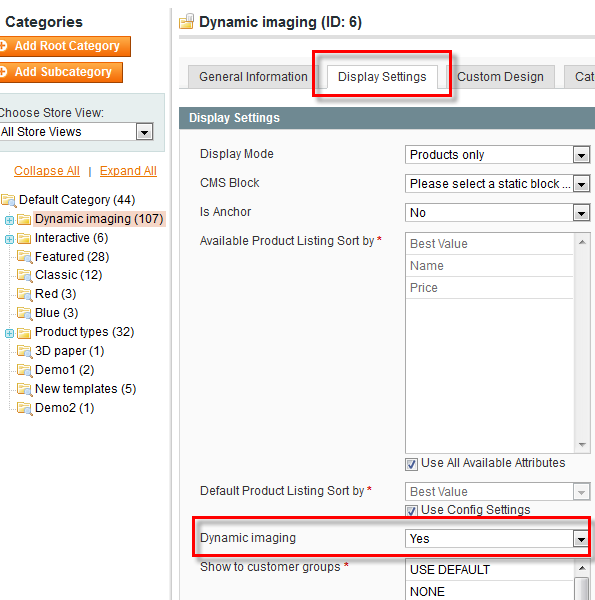 Categories
Add Root Category
Add Subcategory
Choose Store View:
All Store Views
Collapse All | Expand All
Default Category (44)
Dynamic imaging (107)
Interactive (6)
Featured (28)
Classic (12)
Red (3)
Blue (3)
Product types (32)
3D paper (1)
Demo1 (2)
New templates (5)
Demo2 (1)
Dynamic imaging (ID: 6)
General Information
Display Settings
Custom Design
Cat
Display Settings
Display Mode
Products only
CMS Block
Please select a static block ...
Is Anchor
No
Available Product Listing Sort by *
Best Value
Name
Price
Use All Available Attributes
Default Product Listing Sort by *
Best Value
Use Config Settings
Dynamic imaging
Yes
Show to customer groups *
USE DEFAULT
NONE